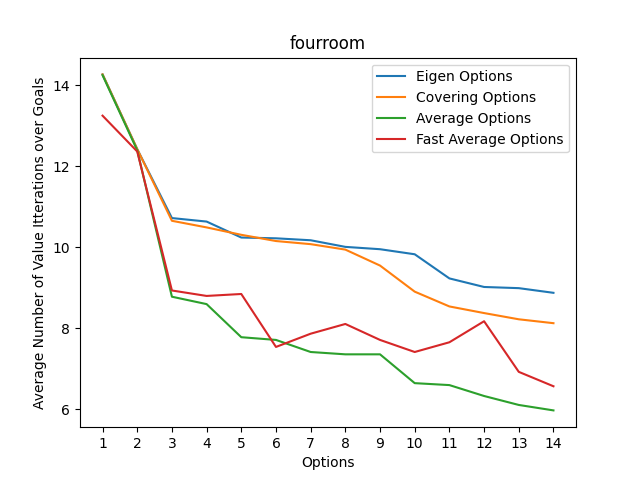 fourroom
Eigen Options
Covering Options
Average Options
Fast Average Options
Average Number of Value Itterations over Goals
14
12
10
8
6
1 2 3 4 5 6 7 8 9 10 11 12 13 14
Options